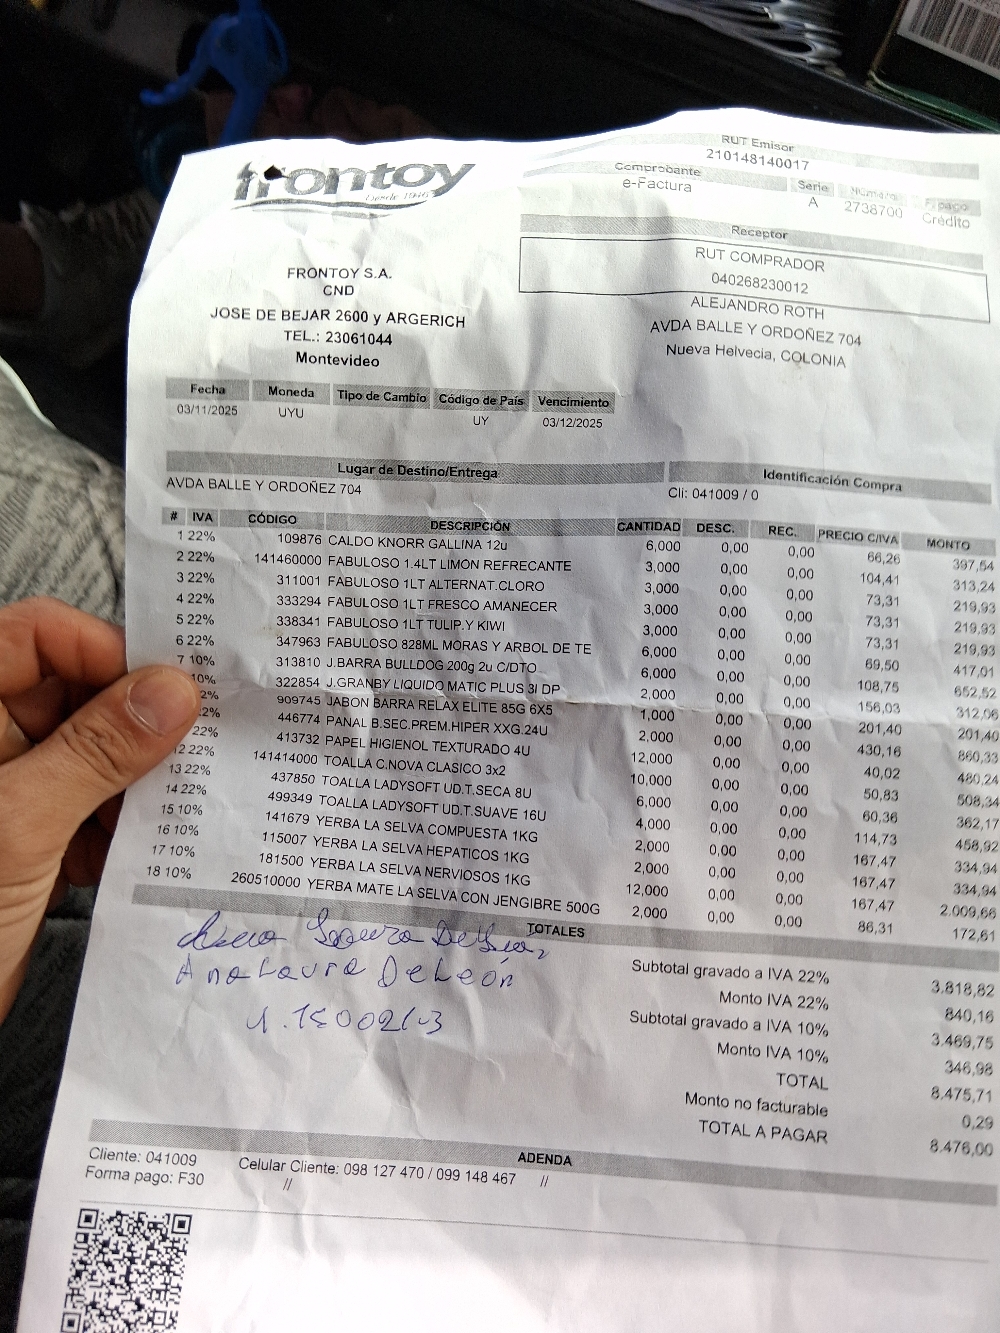 frontoy
Desde 1946
RUT Emisor
210148140017
Comprobante Serie Número F. pago
e-Factura A 2738700 Crédito
Receptor
RUT COMPRADOR
040268230012
ALEJANDRO ROTH
AVDA BALLE Y ORDOÑEZ 704
Nueva Helvecia, COLONIA
FRONTOY S.A.
CND
JOSE DE BEJAR 2600 y ARGERICH
TEL.: 23061044
Montevideo
Fecha Moneda Tipo de Cambio Código de País Vencimiento
03/11/2025 UYU UY 03/12/2025
Lugar de Destino/Entrega Identificación Compra
AVDA BALLE Y ORDOÑEZ 704 Cli: 041009 / 0
# IVA CÓDIGO DESCRIPCIÓN CANTIDAD DESC. REC. PRECIO C/IVA MONTO
1 22% 109876 CALDO KNORR GALLINA 12u 6,000 0,00 0,00 66,26 397,54
2 22% 141460000 FABULOSO 1.4LT LIMON REFRECANTE 3,000 0,00 0,00 104,41 313,24
3 22% 311001 FABULOSO 1LT ALTERNAT.CLORO 3,000 0,00 0,00 73,31 219,93
4 22% 333294 FABULOSO 1LT FRESCO AMANECER 3,000 0,00 0,00 73,31 219,93
5 22% 338341 FABULOSO 1LT TULIP.Y KIWI 3,000 0,00 0,00 73,31 219,93
6 22% 347963 FABULOSO 828ML MORAS Y ARBOL DE TE 6,000 0,00 0,00 69,50 417,01
7 10% 313810 J.BARRA BULLDOG 200g 2u C/DTO 6,000 0,00 0,00 108,75 652,52
10% 322854 J.GRANBY LIQUIDO MATIC PLUS 3l DP 2,000 0,00 0,00 156,03 312,06
2% 909745 JABON BARRA RELAX ELITE 85G 6X5 1,000 0,00 0,00 201,40 201,40
22% 446774 PANAL B.SEC.PREM.HIPER XXG.24U 2,000 0,00 0,00 430,16 860,33
22% 413732 PAPEL HIGIENOL TEXTURADO 4U 12,000 0,00 0,00 40,02 480,24
12 22% 141414000 TOALLA C.NOVA CLASICO 3x2 10,000 0,00 0,00 50,83 508,34
13 22% 437850 TOALLA LADYSOFT UD.T.SECA 8U 6,000 0,00 0,00 60,36 362,17
14 22% 499349 TOALLA LADYSOFT UD.T.SUAVE 16U 4,000 0,00 0,00 114,73 458,92
15 10% 141679 YERBA LA SELVA COMPUESTA 1KG 2,000 0,00 0,00 167,47 334,94
16 10% 115007 YERBA LA SELVA HEPATICOS 1KG 2,000 0,00 0,00 167,47 334,94
17 10% 181500 YERBA LA SELVA NERVIOSOS 1KG 12,000 0,00 0,00 167,47 2.009,66
18 10% 260510000 YERBA MATE LA SELVA CON JENGIBRE 500G 2,000 0,00 0,00 86,31 172,61
TOTALES
Ana Laura De León
Subtotal gravado a IVA 22% 3.818,82
Monto IVA 22% 840,16
Subtotal gravado a IVA 10% 3.469,75
Monto IVA 10% 346,98
TOTAL 8.475,71
Monto no facturable 0,29
TOTAL A PAGAR 8.476,00
ADENDA
Cliente: 041009 Celular Cliente: 098 127 470 / 099 148 467 //
Forma pago: F30 //